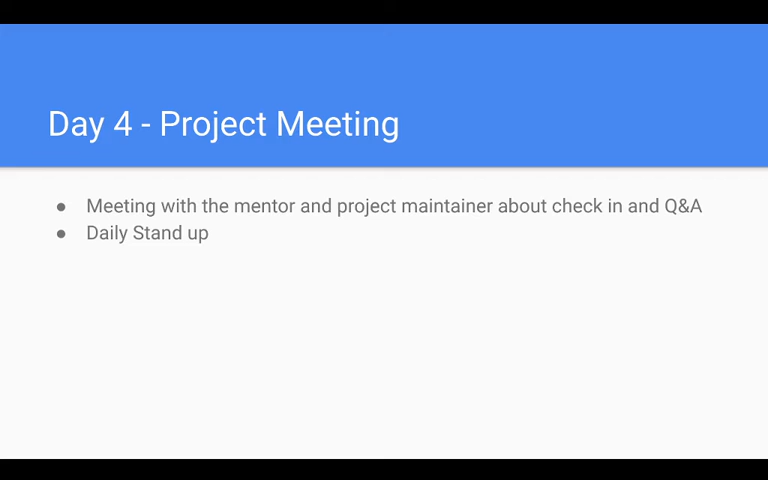 Day 4 - Project Meeting
● Meeting with the mentor and project maintainer about check in and Q&A
● Daily Stand up